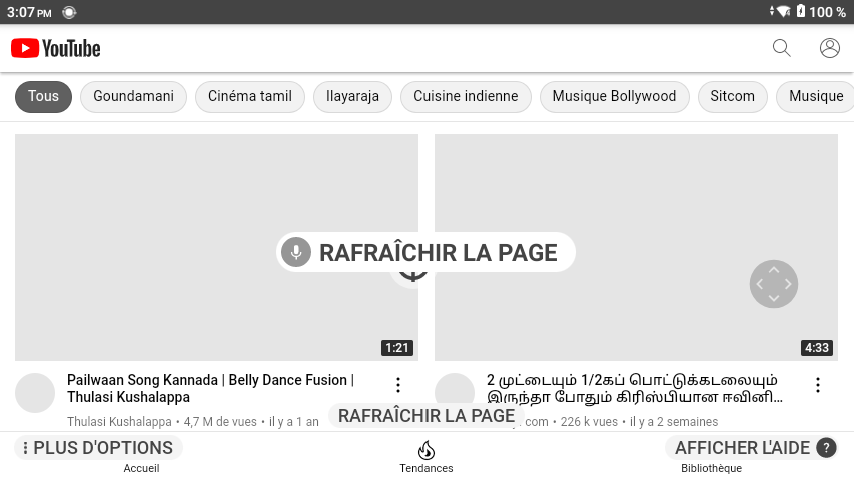 3:07 PM
100 %
YouTube
Tous
Goundamani
Cinéma tamil
Ilayaraja
Cuisine indienne
Musique Bollywood
Sitcom
Musique
RAFRAÎCHIR LA PAGE
1:21
4:33
Pailwaan Song Kannada | Belly Dance Fusion |
Thulasi Kushalappa
Thulasi Kushalappa • 4,7 M de vues • il y a 1 an
2 முட்டையும் 1/2கப் பொட்டுக்கடலையும்
இருந்தா போதும் கிரிஸ்பியான ஈவினி...
com • 226 k vues • il y a 2 semaines
RAFRAÎCHIR LA PAGE
PLUS D'OPTIONS
AFFICHER L'AIDE ?
Accueil
Tendances
Bibliothèque